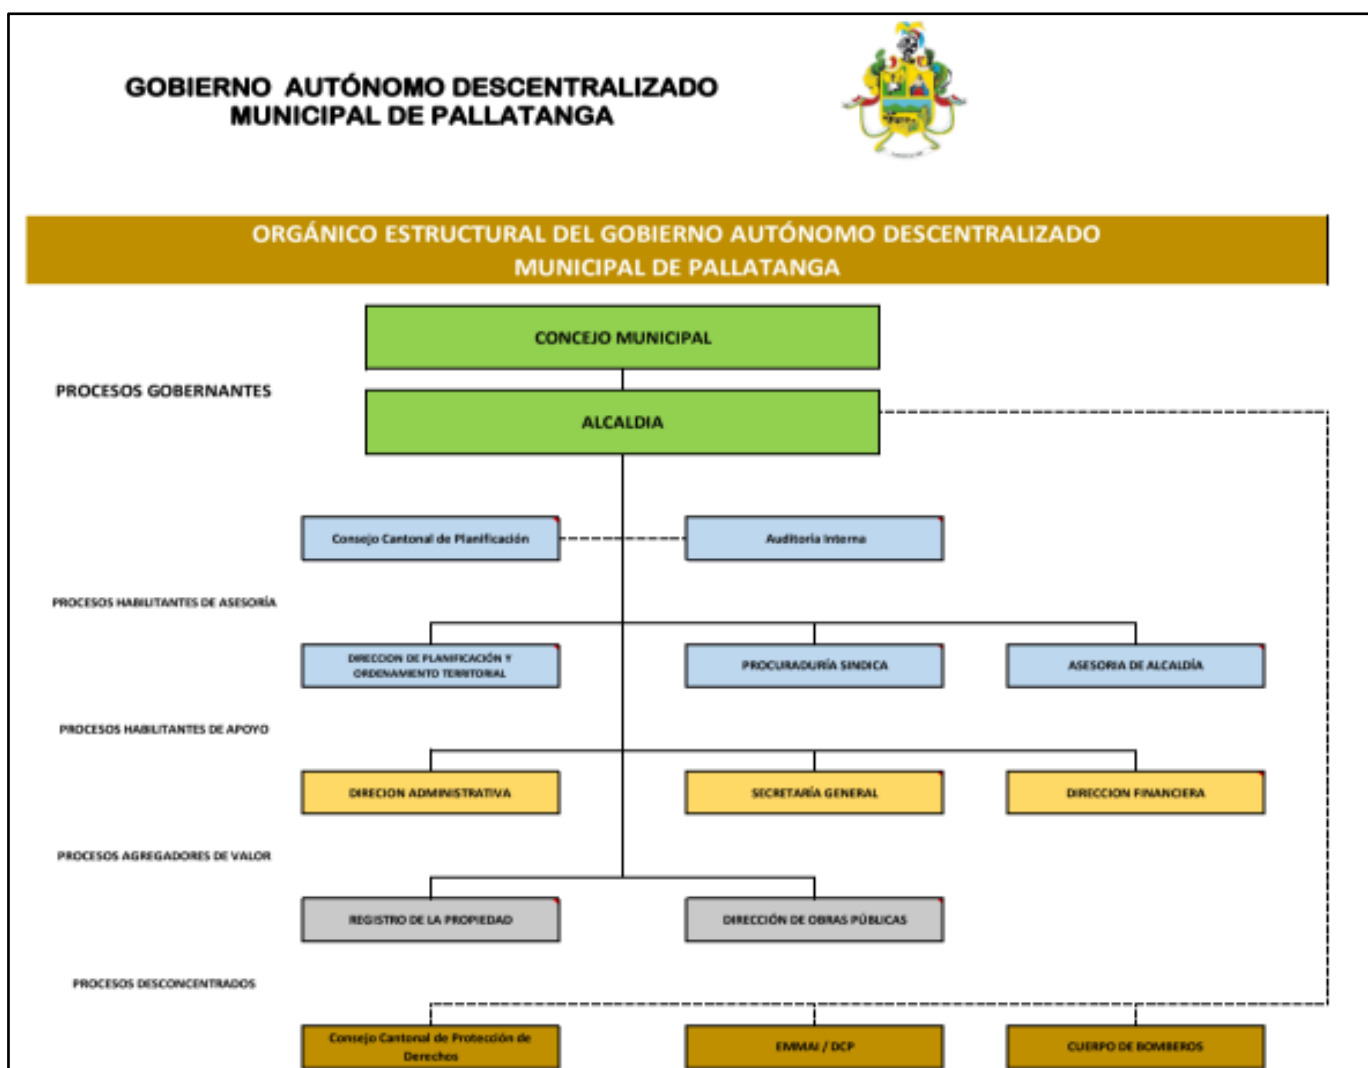 GOBIERNO AUTÓNOMO DESCENTRALIZADO
MUNICIPAL DE PALLATANGA
ORGÁNICO ESTRUCTURAL DEL GOBIERNO AUTÓNOMO DESCENTRALIZADO
MUNICIPAL DE PALLATANGA
CONCEJO MUNICIPAL
PROCESOS GOBERNANTES
ALCALDIA
Consejo Cantonal de Planificación
Auditoria Interna
PROCESOS HABILITANTES DE ASESORÍA
DIRECCION DE PLANIFICACIÓN Y
ORDENAMIENTO TERRITORIAL
PROCURADURÍA SINDICA
ASESORIA DE ALCALDÍA
PROCESOS HABILITANTES DE APOYO
DIRECION ADMINISTRATIVA
SECRETARÍA GENERAL
DIRECCION FINANCIERA
PROCESOS AGREGADORES DE VALOR
REGISTRO DE LA PROPIEDAD
DIRECCIÓN DE OBRAS PÚBLICAS
PROCESOS DESCONCENTRADOS
Consejo Cantonal de Protección de
Derechos
EMMAI / DCP
CUERPO DE BOMBEROS